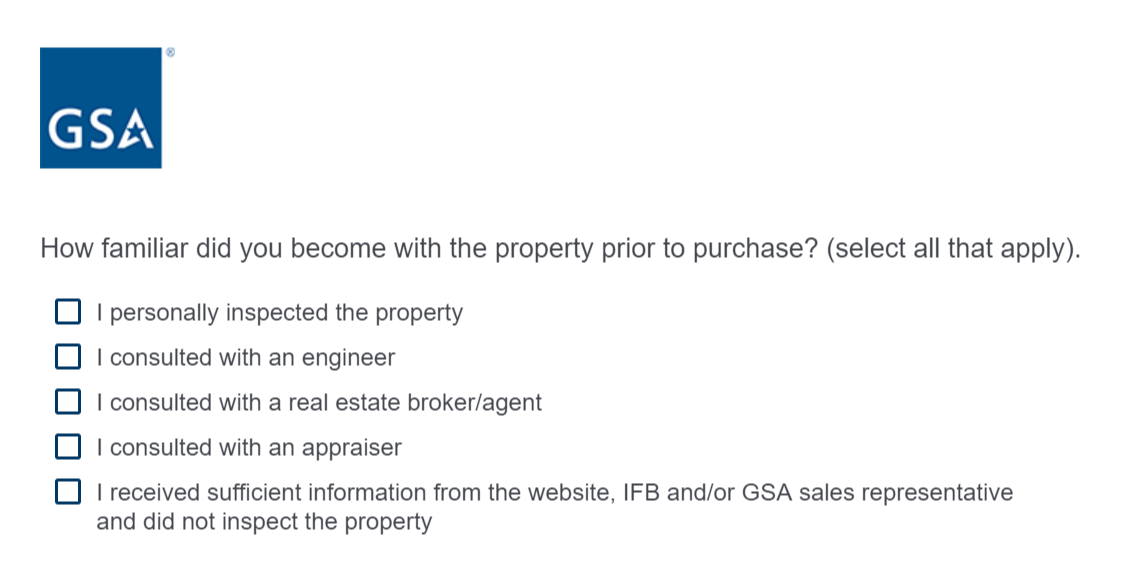 ®
GSA
How familiar did you become with the property prior to purchase? (select all that apply).
I personally inspected the property
I consulted with an engineer
I consulted with a real estate broker/agent
I consulted with an appraiser
I received sufficient information from the website, IFB and/or GSA sales representative
and did not inspect the property